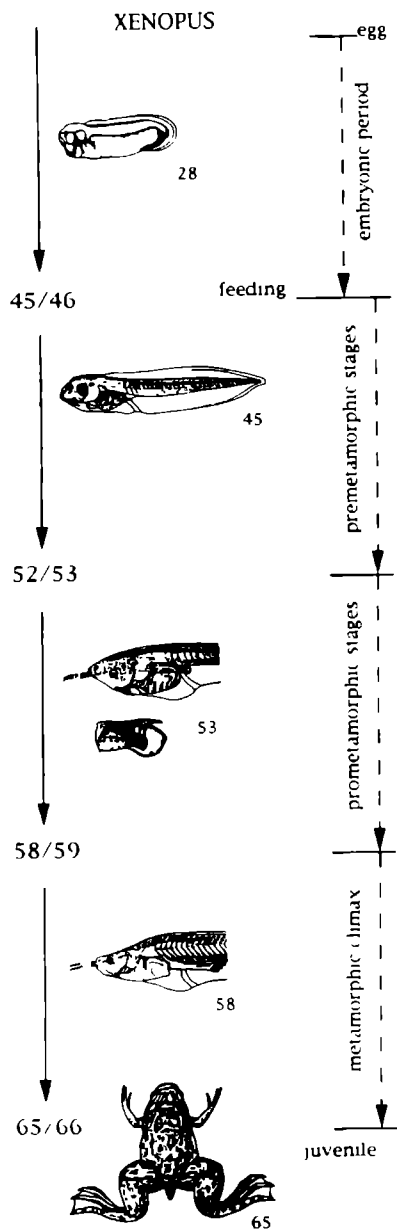 XENOPUS
egg
embryonic period
28
45/46
feeding
premetamorphic stages
45
52/53
prometamorphic stages
53
58/59
metamorphic climax
58
65/66
juvenile
65